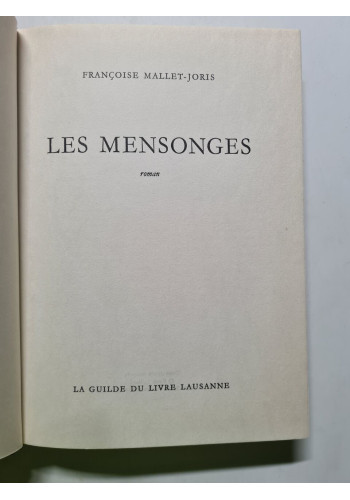 FRANÇOISE MALLET-JORIS
LES MENSONGES
roman
LA GUILDE DU LIVRE LAUSANNE